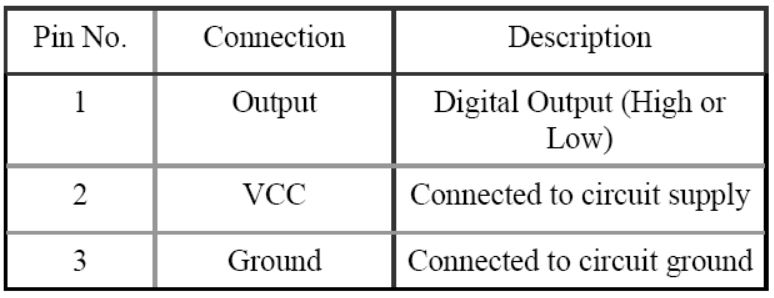 Pin No. Connection Description
1 Output Digital Output (High or
Low)
2 VCC Connected to circuit supply
3 Ground Connected to circuit ground